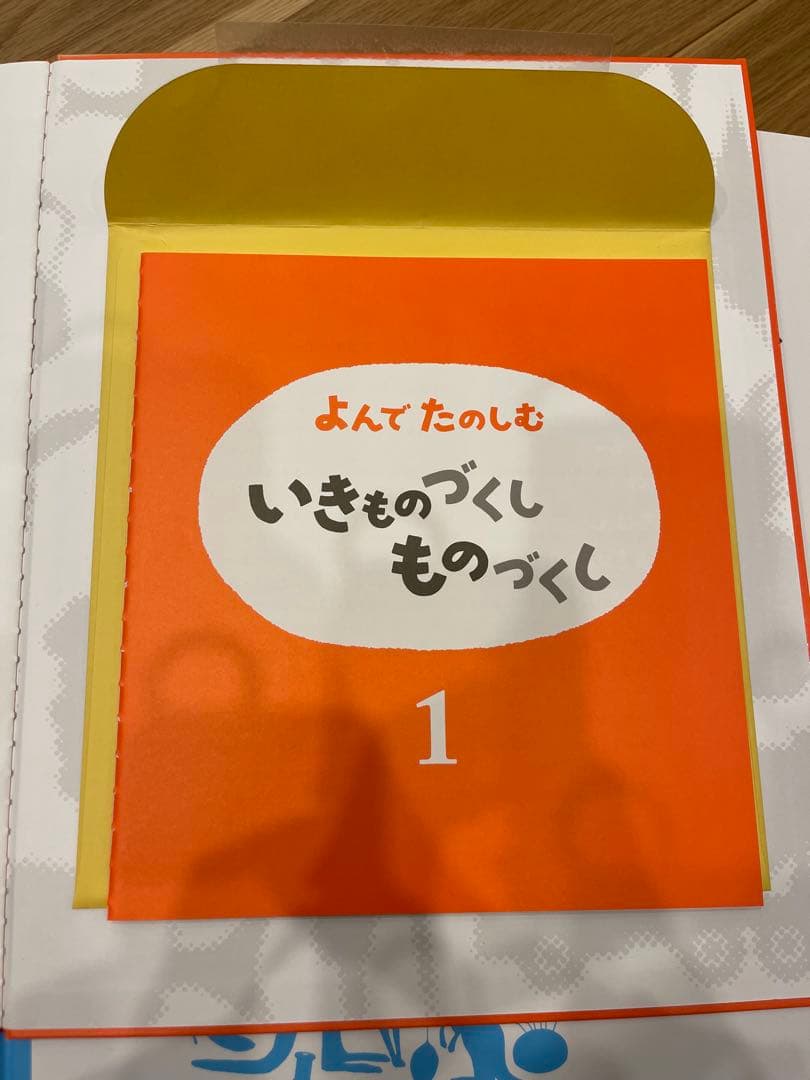 よんで たのしむ
いきものづくし
ものづくし
1